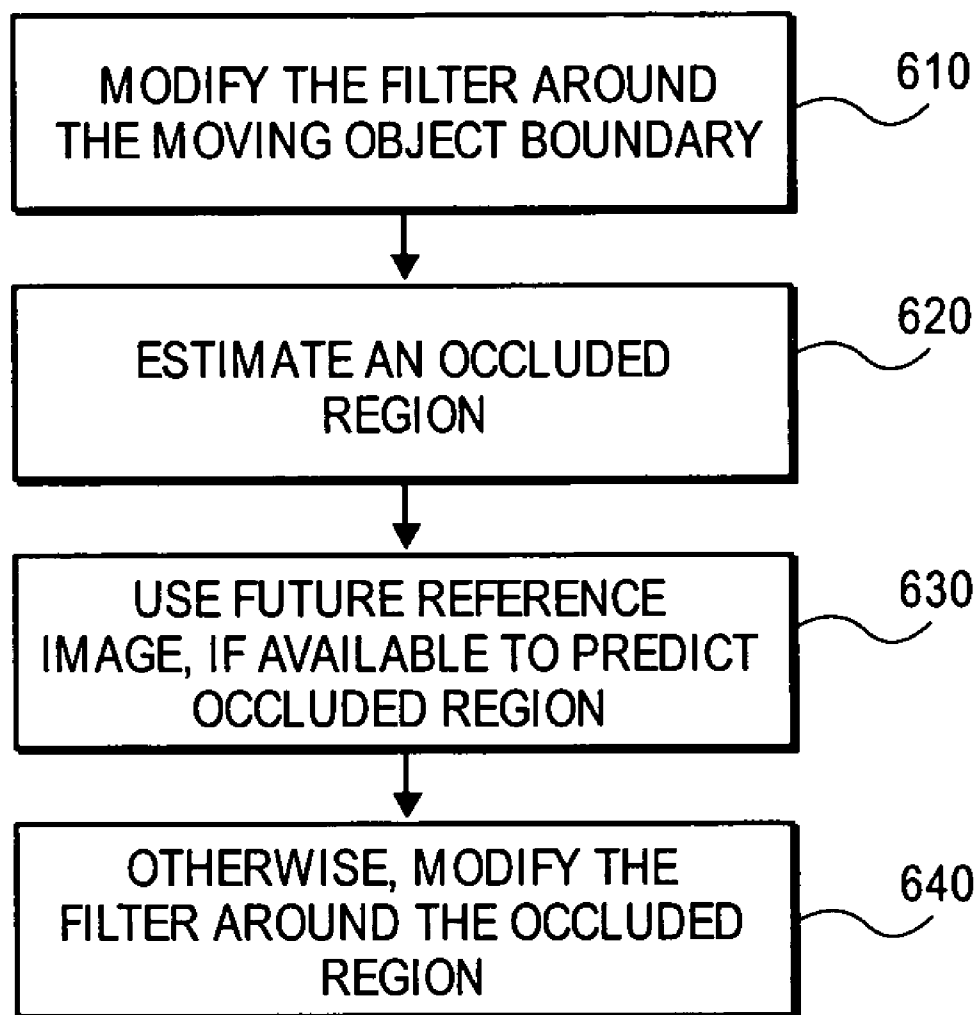 MODIFY THE FILTER AROUND
THE MOVING OBJECT BOUNDARY
610
ESTIMATE AN OCCLUDED
REGION
620
USE FUTURE REFERENCE
IMAGE, IF AVAILABLE TO PREDICT
OCCLUDED REGION
630
OTHERWISE, MODIFY THE
FILTER AROUND THE OCCLUDED
REGION
640